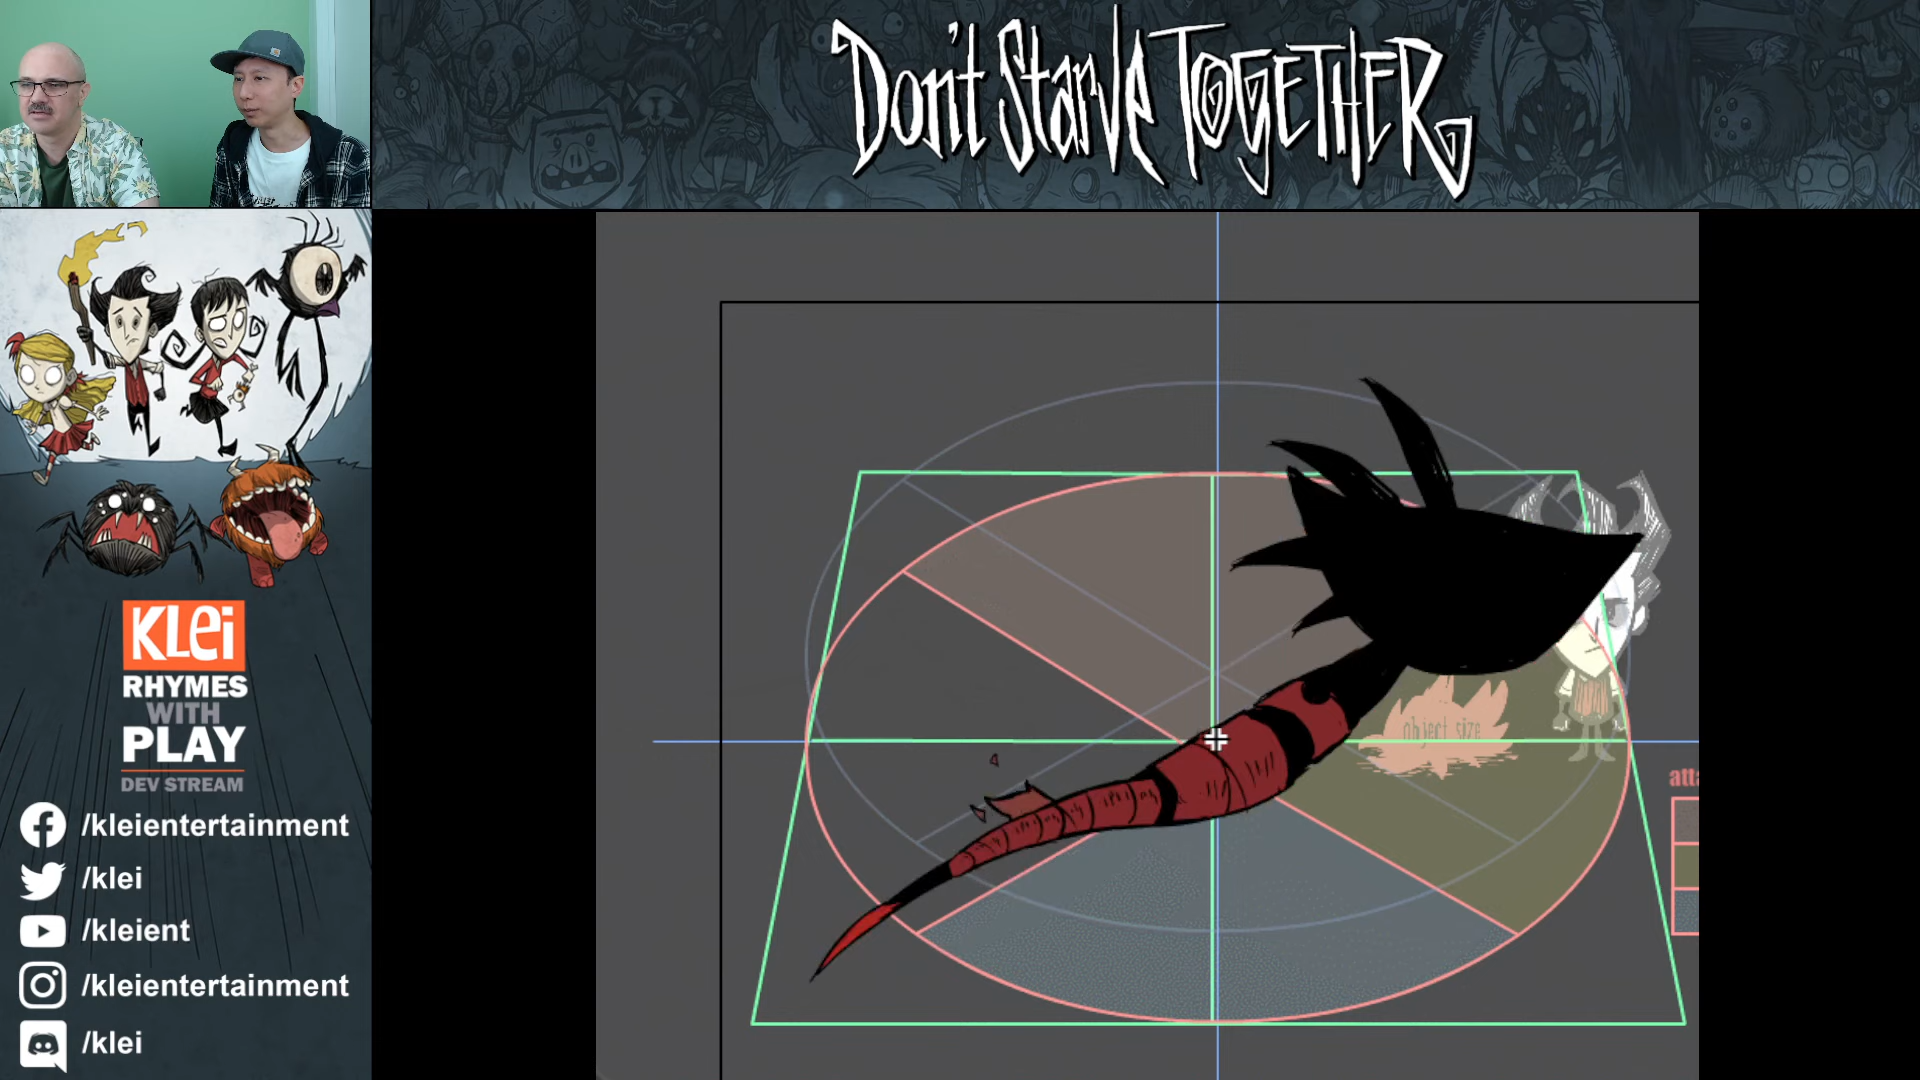 Don't Starve TOGETHER
KLei
RHYMES
WITH
PLAY
DEV STREAM
/kleientertainment
/klei
/kleient
/kleientertainment
/klei
object size